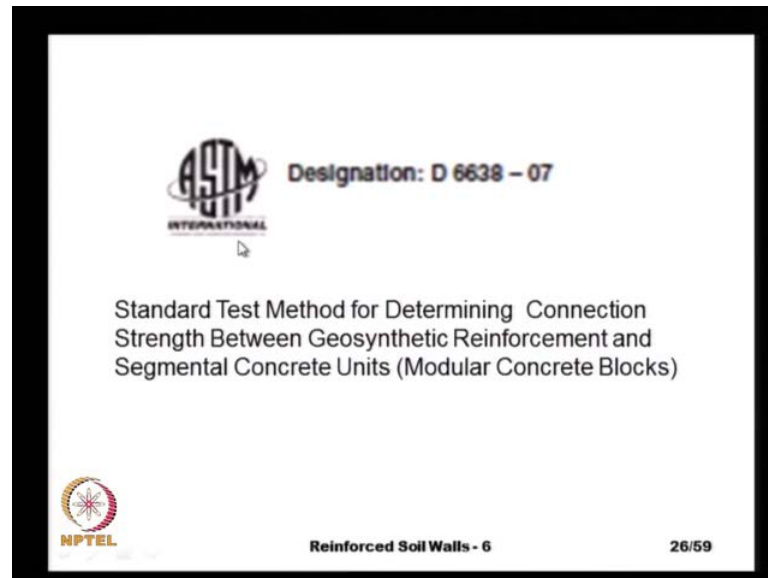 ASTM
INTERNATIONAL
Designation: D 6638 – 07
Standard Test Method for Determining Connection
Strength Between Geosynthetic Reinforcement and
Segmental Concrete Units (Modular Concrete Blocks)
NPTEL
Reinforced Soil Walls - 6
26/59